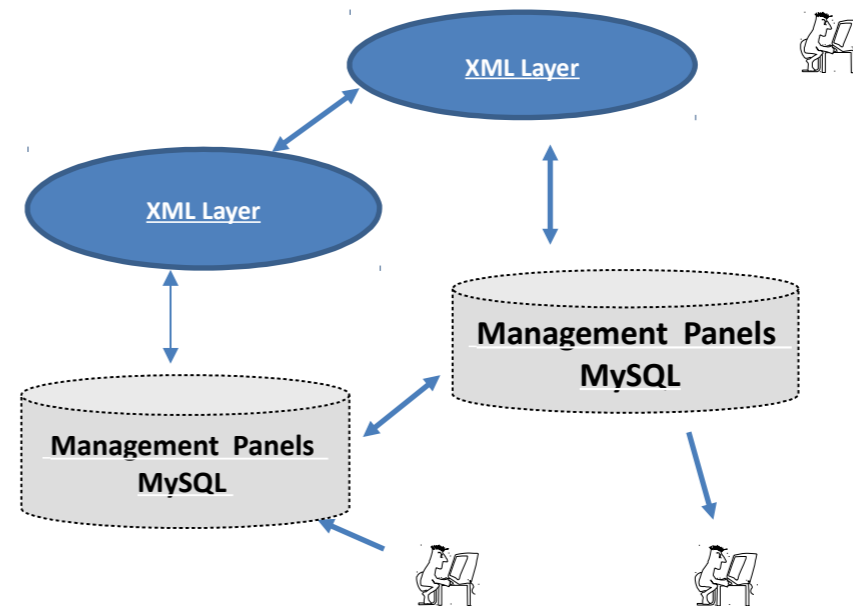 XML Layer
XML Layer
Management Panels
MySQL
Management Panels
MySQL